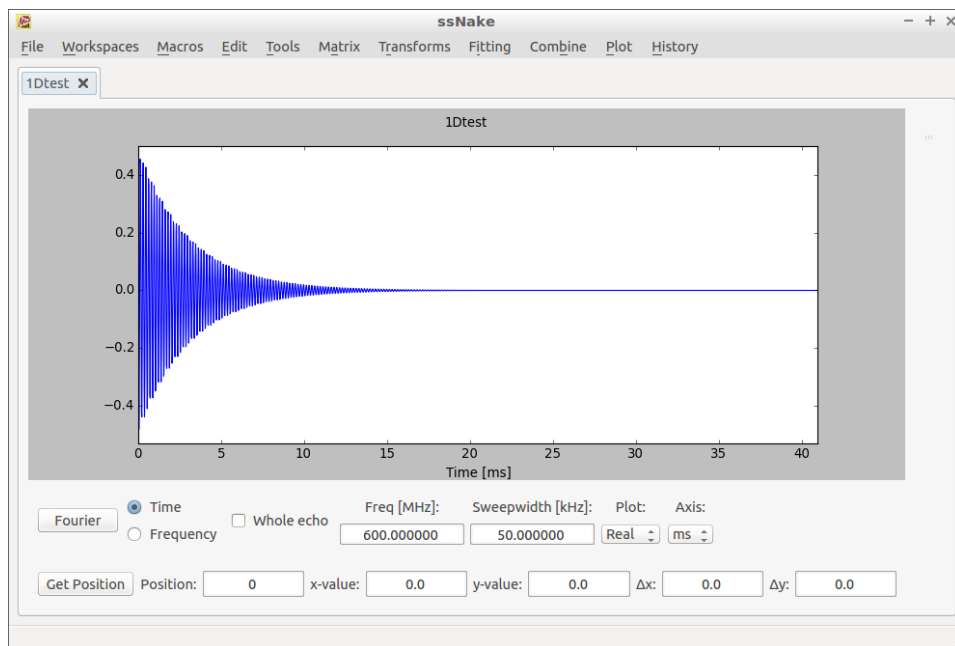 ssNake
File Workspaces Macros Edit Tools Matrix Transforms Fitting Combine Plot History
1Dtest
1Dtest
0.4
0.2
0.0
−0.2
−0.4
0 5 10 15 20 25 30 35 40
Time [ms]
Fourier
Time
Frequency
Whole echo
Freq [MHz]: Sweepwidth [kHz]: Plot: Axis:
600.000000 50.000000 Real ms
Get Position Position: 0 x-value: 0.0 y-value: 0.0 Δx: 0.0 Δy: 0.0